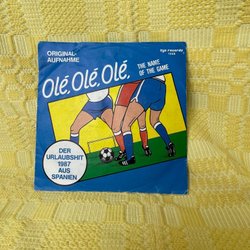 ORIGINAL-
AUFNAHME
Olé, Olé, Olé,
THE NAME
OF THE GAME
DER
URLAUBSHIT
1987
AUS
SPANIEN